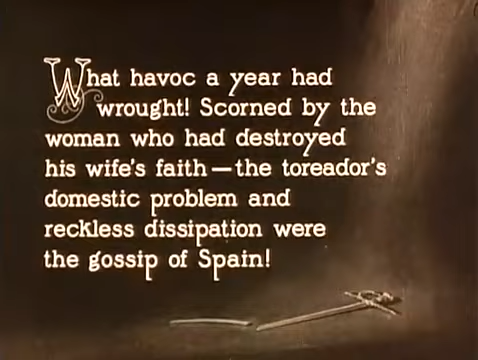 What havoc a year had
wrought! Scorned by the
woman who had destroyed
his wife's faith—the toreador's
domestic problem and
reckless dissipation were
the gossip of Spain!